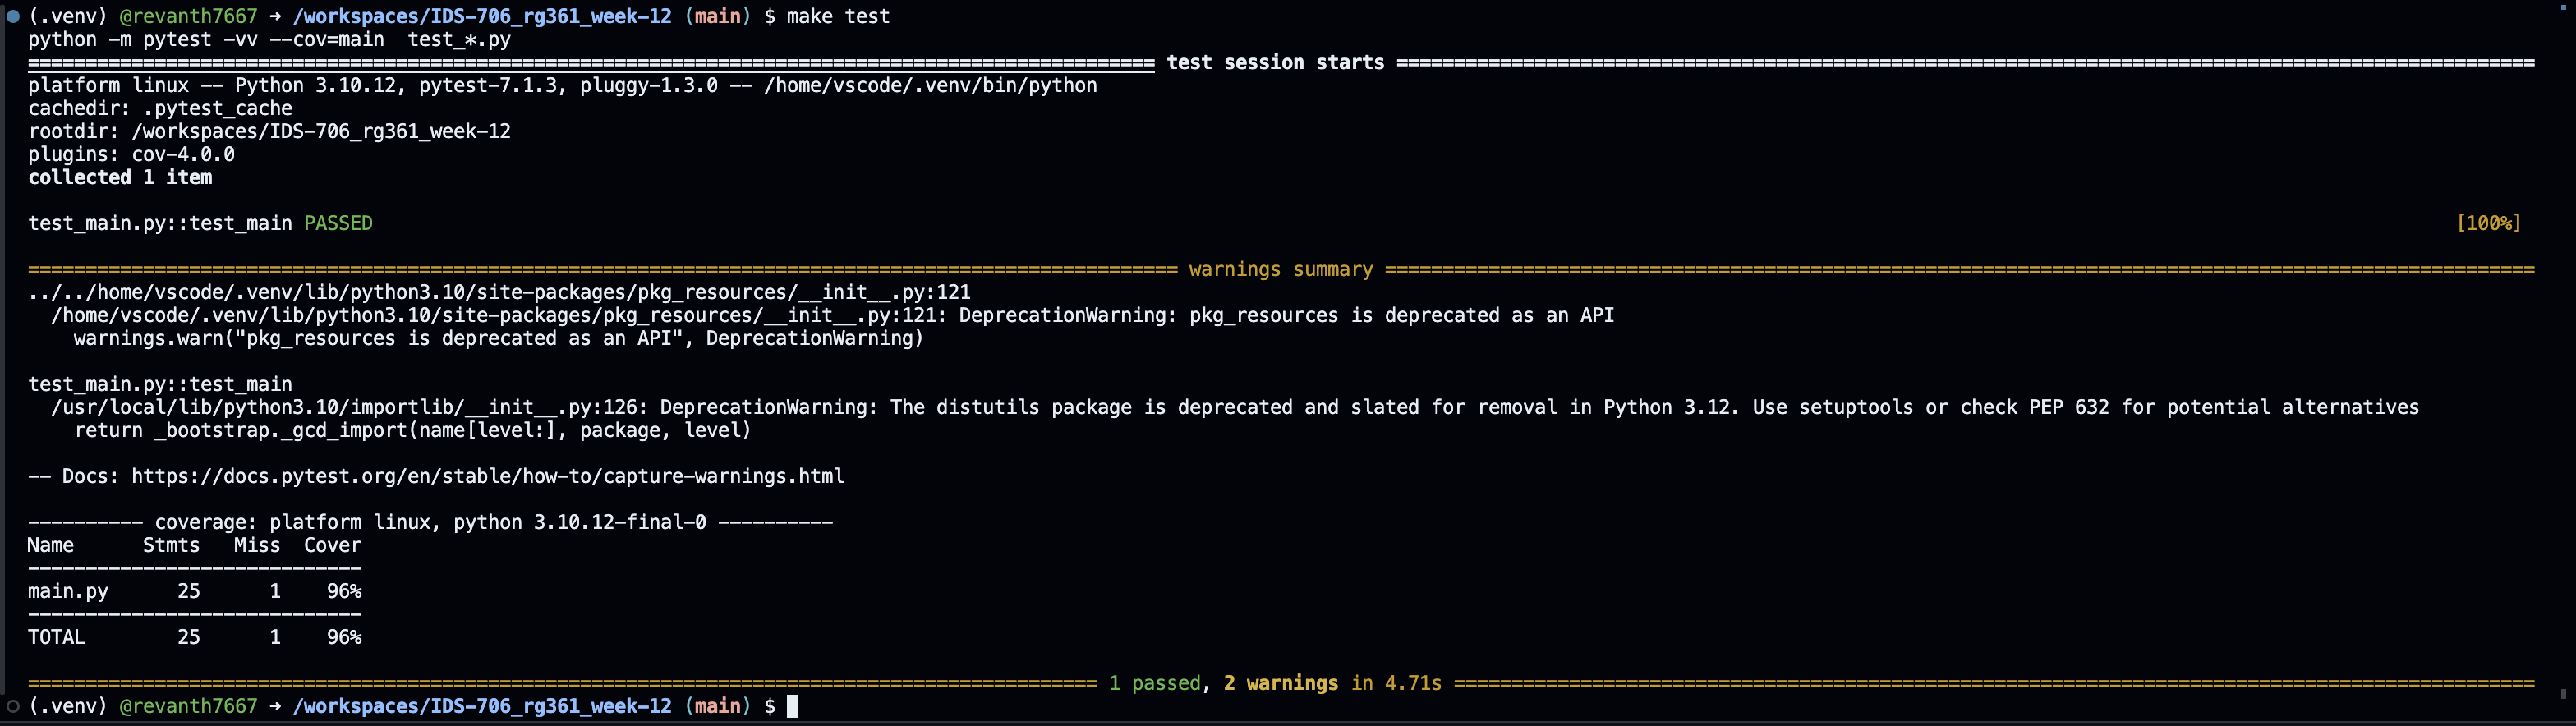 (.venv) @revanth7667 ➜ /workspaces/IDS-706_rg361_week-12 (main) $ make test
python -m pytest -vv --cov=main  test_*.py
=================================================================================================== test session starts ====================================================================================================
platform linux -- Python 3.10.12, pytest-7.1.3, pluggy-1.3.0 -- /home/vscode/.venv/bin/python
cachedir: .pytest_cache
rootdir: /workspaces/IDS-706_rg361_week-12
plugins: cov-4.0.0
collected 1 item
test_main.py::test_main PASSED [100%]
==================================================================================================== warnings summary ====================================================================================================
../../home/vscode/.venv/lib/python3.10/site-packages/pkg_resources/__init__.py:121
  /home/vscode/.venv/lib/python3.10/site-packages/pkg_resources/__init__.py:121: DeprecationWarning: pkg_resources is deprecated as an API
    warnings.warn("pkg_resources is deprecated as an API", DeprecationWarning)
test_main.py::test_main
  /usr/local/lib/python3.10/importlib/__init__.py:126: DeprecationWarning: The distutils package is deprecated and slated for removal in Python 3.12. Use setuptools or check PEP 632 for potential alternatives
    return _bootstrap._gcd_import(name[level:], package, level)
-- Docs: https://docs.pytest.org/en/stable/how-to/capture-warnings.html
---------- coverage: platform linux, python 3.10.12-final-0 ----------
Name      Stmts   Miss  Cover
-----------------------------
main.py      25      1    96%
-----------------------------
TOTAL        25      1    96%
============================================================================================= 1 passed, 2 warnings in 4.71s ==============================================================================================
(.venv) @revanth7667 ➜ /workspaces/IDS-706_rg361_week-12 (main) $